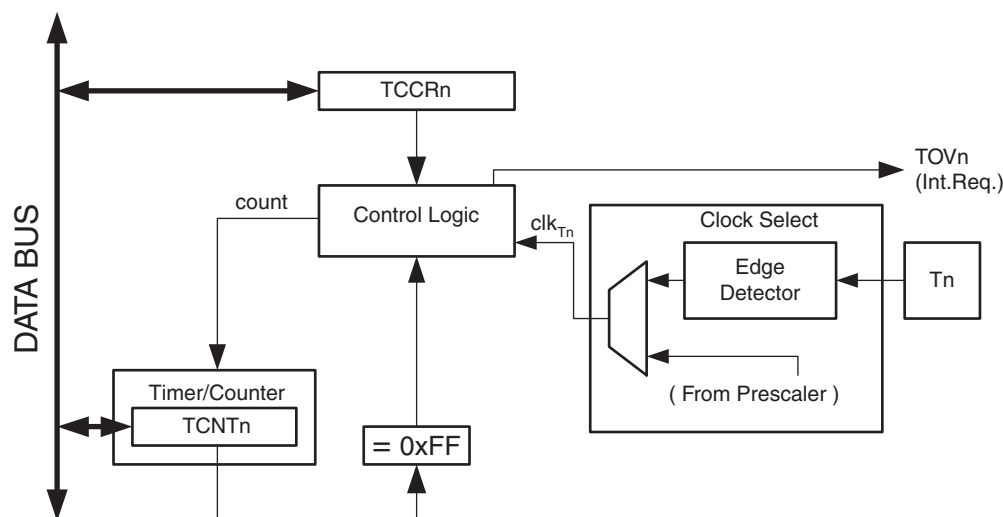 DATA BUS
TCCRn
TOVn
(Int.Req.)
count
Control Logic
clkTn
Clock Select
Edge
Detector
Tn
( From Prescaler )
Timer/Counter
TCNTn
= 0xFF